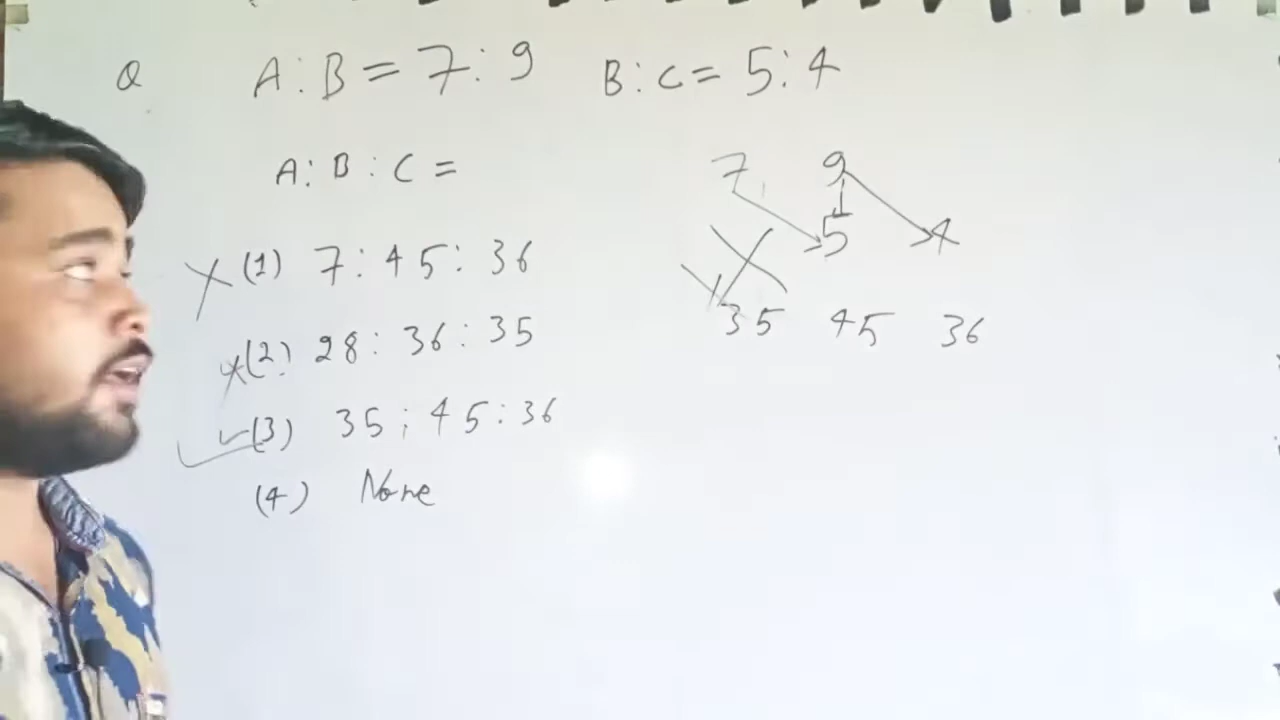 Q A:B = 7:9 B:C = 5:4
A:B:C =
7 9
5 4
(1) 7:45:36
35 45 36
(2) 28:36:35
(3) 35;45:36
(4) None